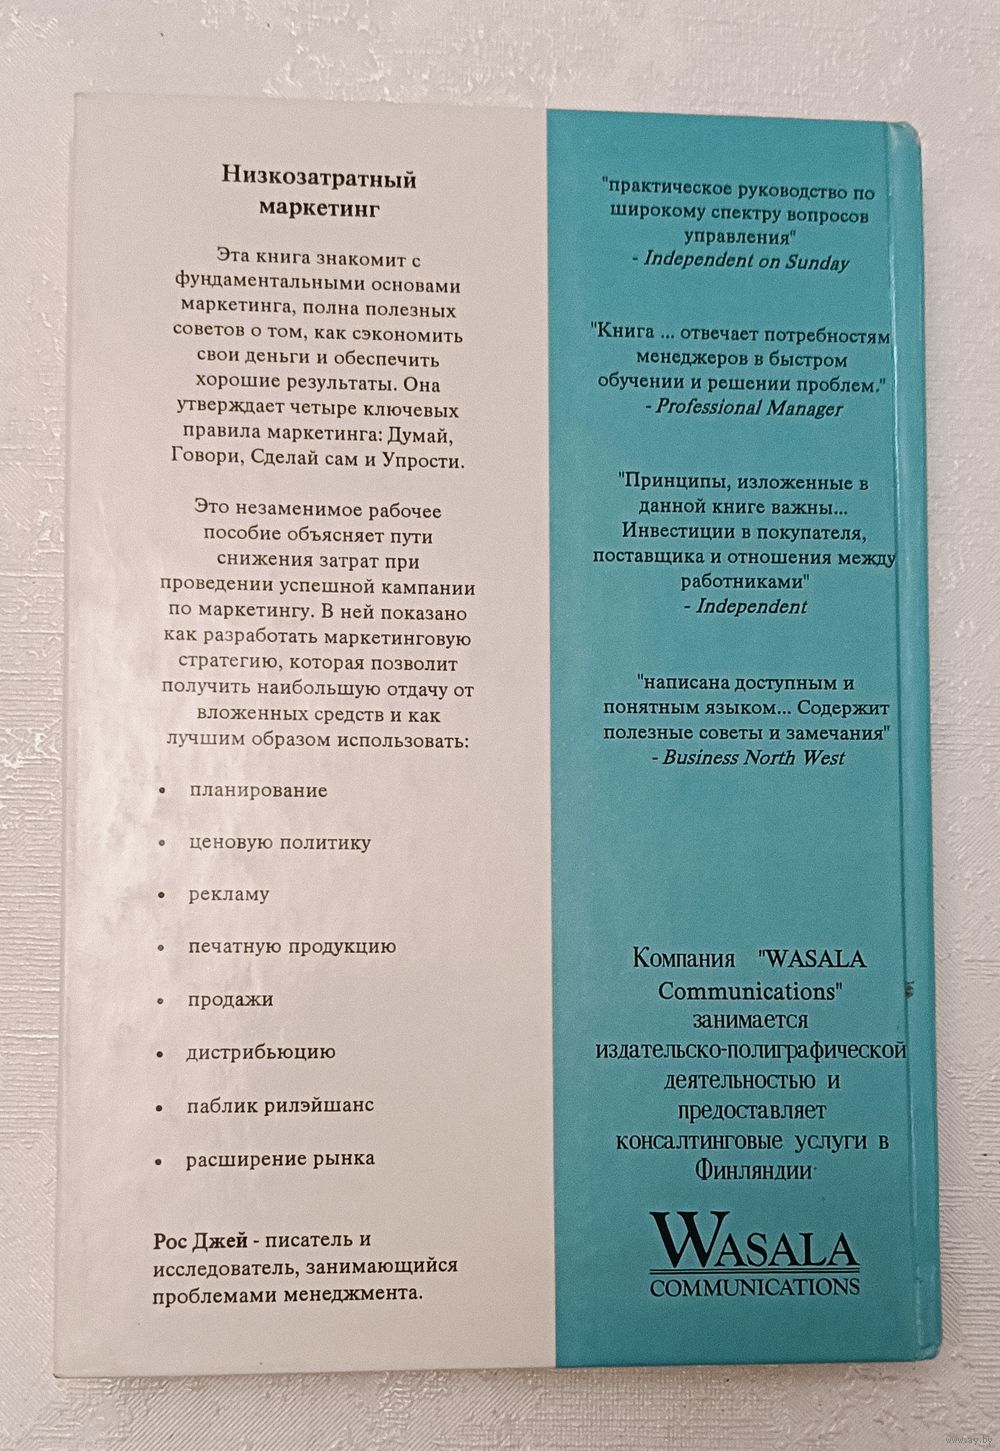 Низкозатратный
маркетинг
Эта книга знакомит с
фундаментальными основами
маркетинга, полна полезных
советов о том, как сэкономить
свои деньги и обеспечить
хорошие результаты. Она
утверждает четыре ключевых
правила маркетинга: Думай,
Говори, Сделай сам и Упрости.
Это незаменимое рабочее
пособие объясняет пути
снижения затрат при
проведении успешной кампании
по маркетингу. В ней показано
как разработать маркетинговую
стратегию, которая позволит
получить наибольшую отдачу от
вложенных средств и как
лучшим образом использовать:
• планирование
• ценовую политику
• рекламу
• печатную продукцию
• продажи
• дистрибьюцию
• паблик рилэйшанс
• расширение рынка
Рос Джей - писатель и
исследователь, занимающийся
проблемами менеджмента.
"практическое руководство по
широкому спектру вопросов
управления"
- Independent on Sunday
"Книга ... отвечает потребностям
менеджеров в быстром
обучении и решении проблем."
- Professional Manager
"Принципы, изложенные в
данной книге важны...
Инвестиции в покупателя,
поставщика и отношения между
работниками"
- Independent
"написана доступным и
понятным языком... Содержит
полезные советы и замечания"
- Business North West
Компания "WASALA
Communications"
занимается
издательско-полиграфической
деятельностью и
предоставляет
консалтинговые услуги в
Финляндии
WASALA
COMMUNICATIONS
www.ay.by